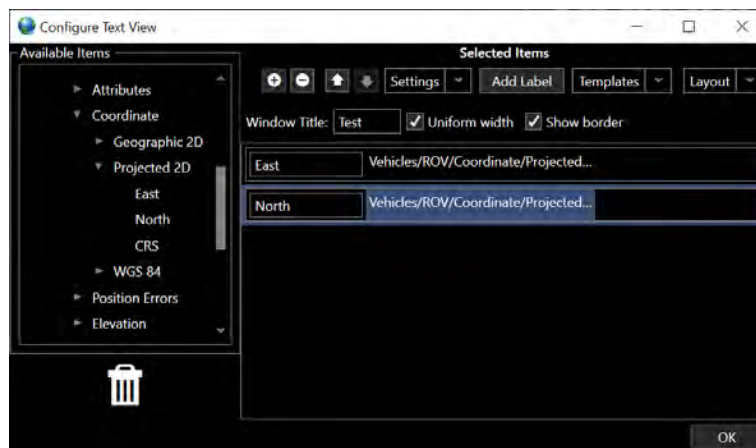 Configure Text View
Available Items
Attributes
Coordinate
Geographic 2D
Projected 2D
East
North
CRS
WGS 84
Position Errors
Elevation
Selected Items
Settings Add Label Templates Layout
Window Title: Test Uniform width Show border
East Vehicles/ROV/Coordinate/Projected...
North Vehicles/ROV/Coordinate/Projected...
OK